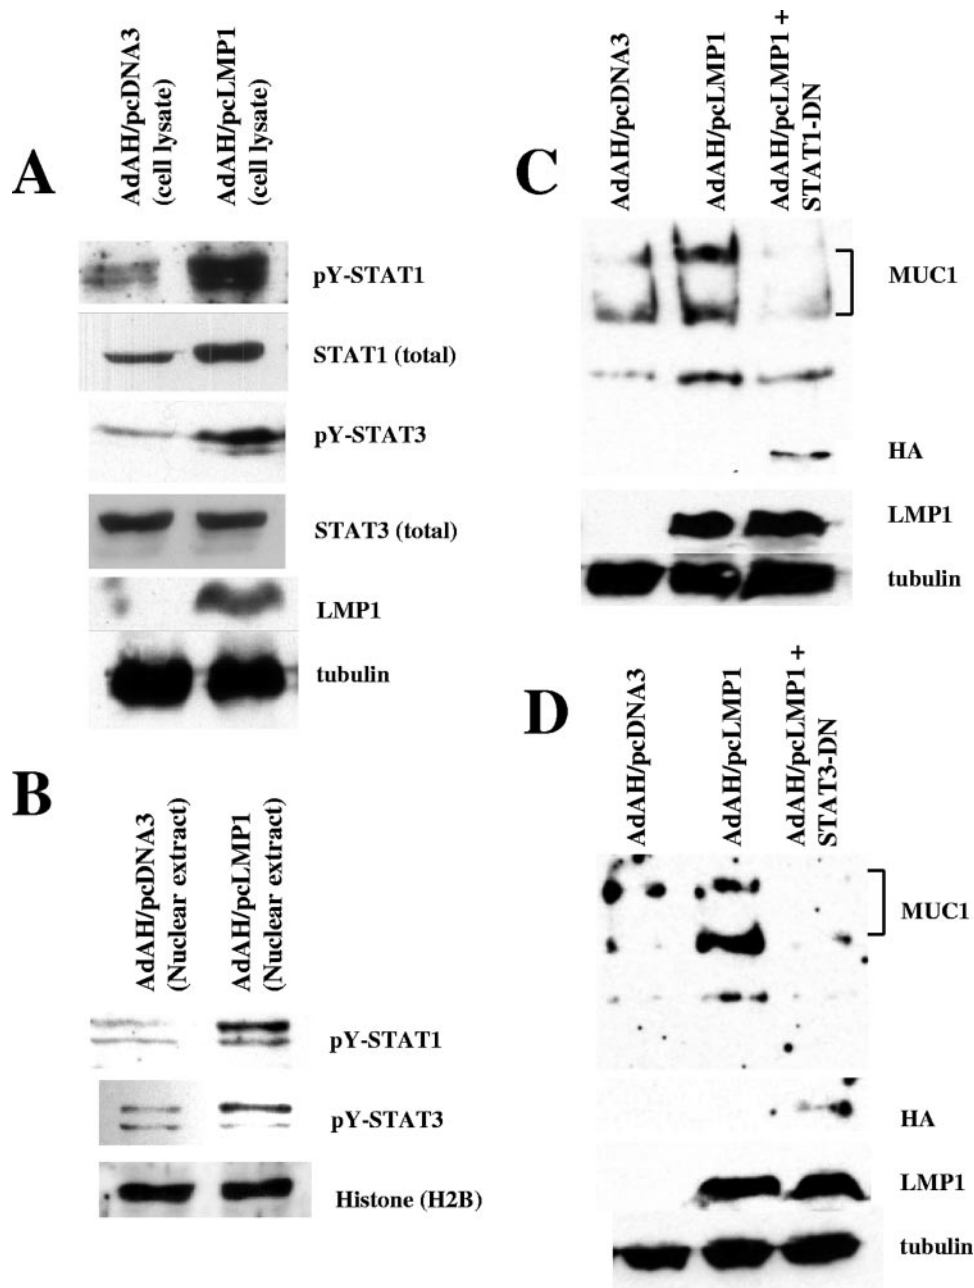 A
AdAH/pcDNA3
(cell lysate)
AdAH/pcLMP1
(cell lysate)
pY-STAT1
STAT1 (total)
pY-STAT3
STAT3 (total)
LMP1
tubulin
B
AdAH/pcDNA3
(Nuclear extract)
AdAH/pcLMP1
(Nuclear extract)
pY-STAT1
pY-STAT3
Histone (H2B)
C
AdAH/pcDNA3
AdAH/pcLMP1
AdAH/pcLMP1 +
STAT1-DN
MUC1
HA
LMP1
tubulin
D
AdAH/pcDNA3
AdAH/pcLMP1
AdAH/pcLMP1 +
STAT3-DN
MUC1
HA
LMP1
tubulin